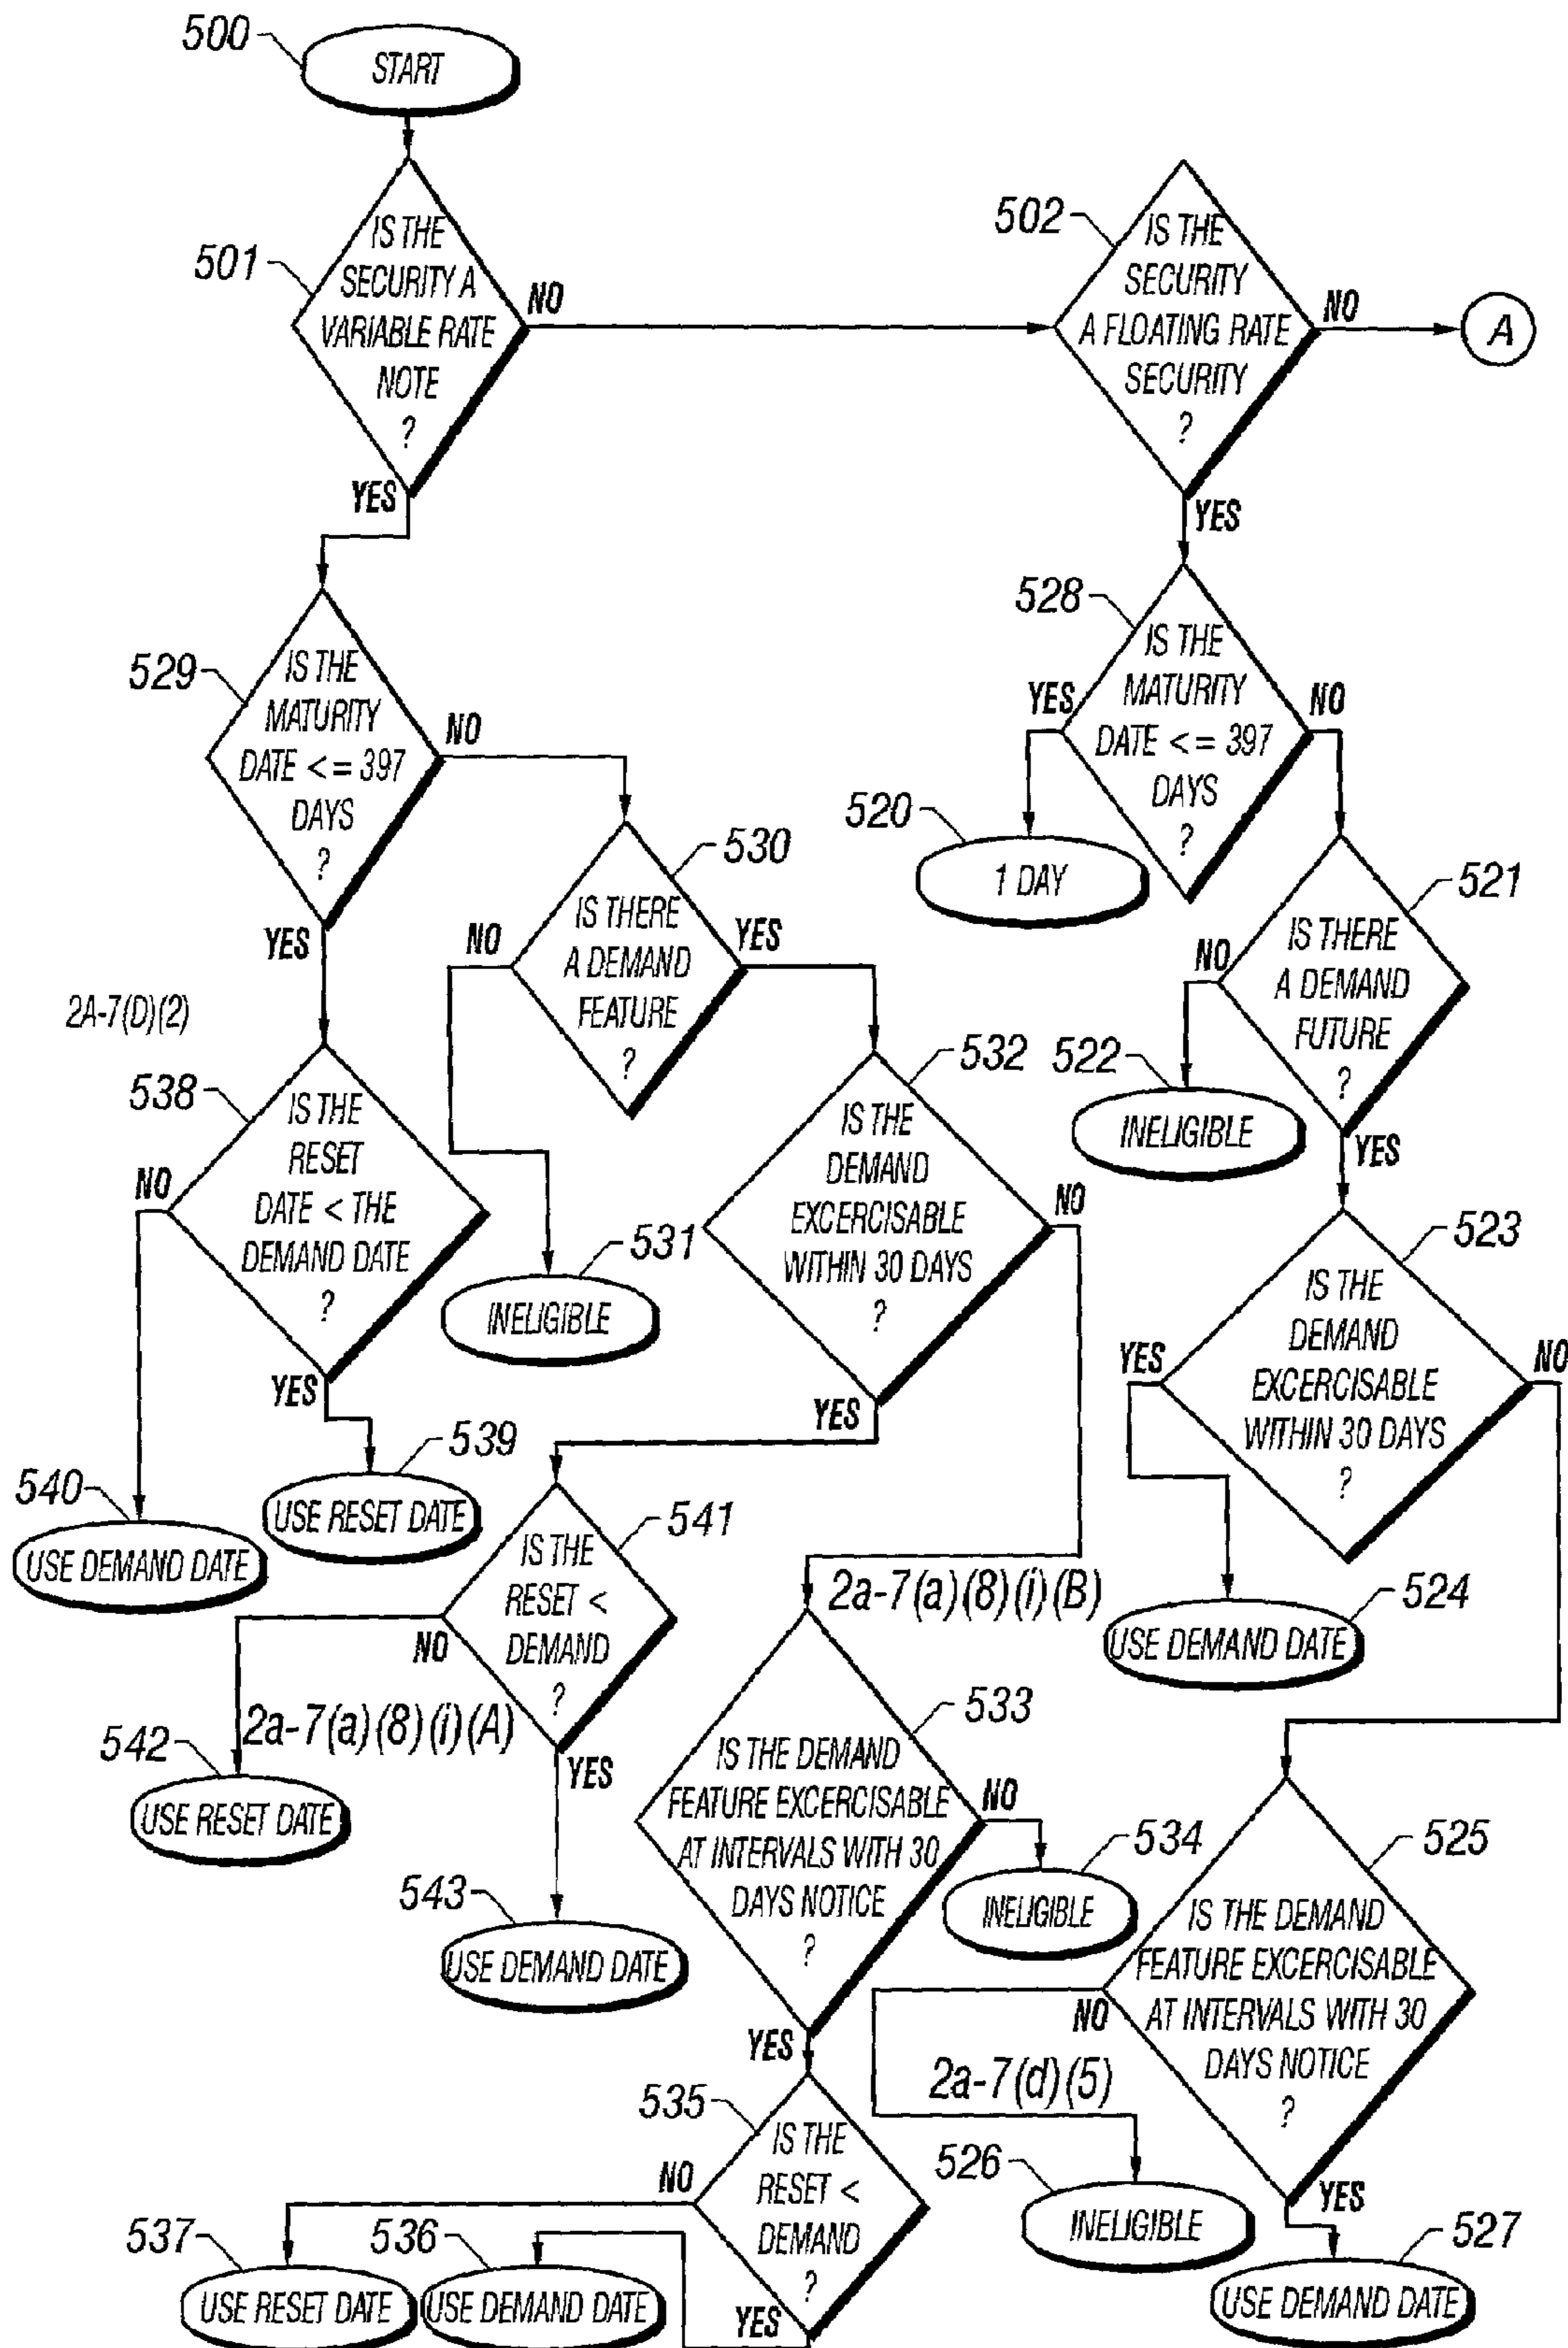 500
START
501
IS THE
SECURITY A
VARIABLE RATE
NOTE
?
NO
YES
502
IS THE
SECURITY
A FLOATING RATE
SECURITY
?
NO
A
YES
528
IS THE
MATURITY
DATE <= 397
DAYS
?
YES
NO
520
1 DAY
529
IS THE
MATURITY
DATE <= 397
DAYS
?
NO
YES
530
IS THERE
A DEMAND
FEATURE
?
NO
YES
521
IS THERE
A DEMAND
FUTURE
?
NO
YES
522
INELIGIBLE
2A-7(D)(2)
538
IS THE
RESET
DATE < THE
DEMAND DATE
?
NO
YES
531
INELIGIBLE
532
IS THE
DEMAND
EXCERCISABLE
WITHIN 30 DAYS
?
NO
YES
523
IS THE
DEMAND
EXCERCISABLE
WITHIN 30 DAYS
?
YES
NO
539
USE RESET DATE
540
USE DEMAND DATE
541
IS THE
RESET <
DEMAND
?
NO
YES
2a-7(a)(8)(i)(A)
542
USE RESET DATE
543
USE DEMAND DATE
2a-7(a)(8)(i)(B)
524
USE DEMAND DATE
533
IS THE DEMAND
FEATURE EXCERCISABLE
AT INTERVALS WITH 30
DAYS NOTICE
?
NO
YES
534
INELIGIBLE
525
IS THE DEMAND
FEATURE EXCERCISABLE
AT INTERVALS WITH 30
DAYS NOTICE
?
NO
YES
2a-7(d)(5)
526
INELIGIBLE
527
USE DEMAND DATE
535
IS THE
RESET <
DEMAND
?
NO
YES
537
USE RESET DATE
536
USE DEMAND DATE